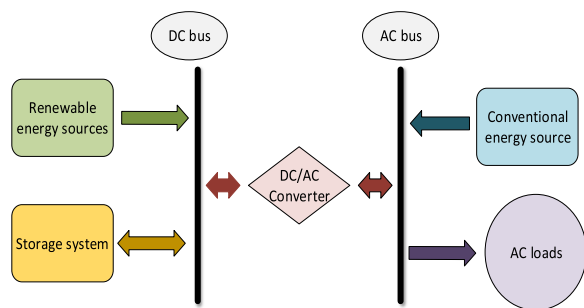 DC bus
AC bus
Renewable
energy sources
Conventional
energy source
DC/AC
Converter
Storage system
AC loads